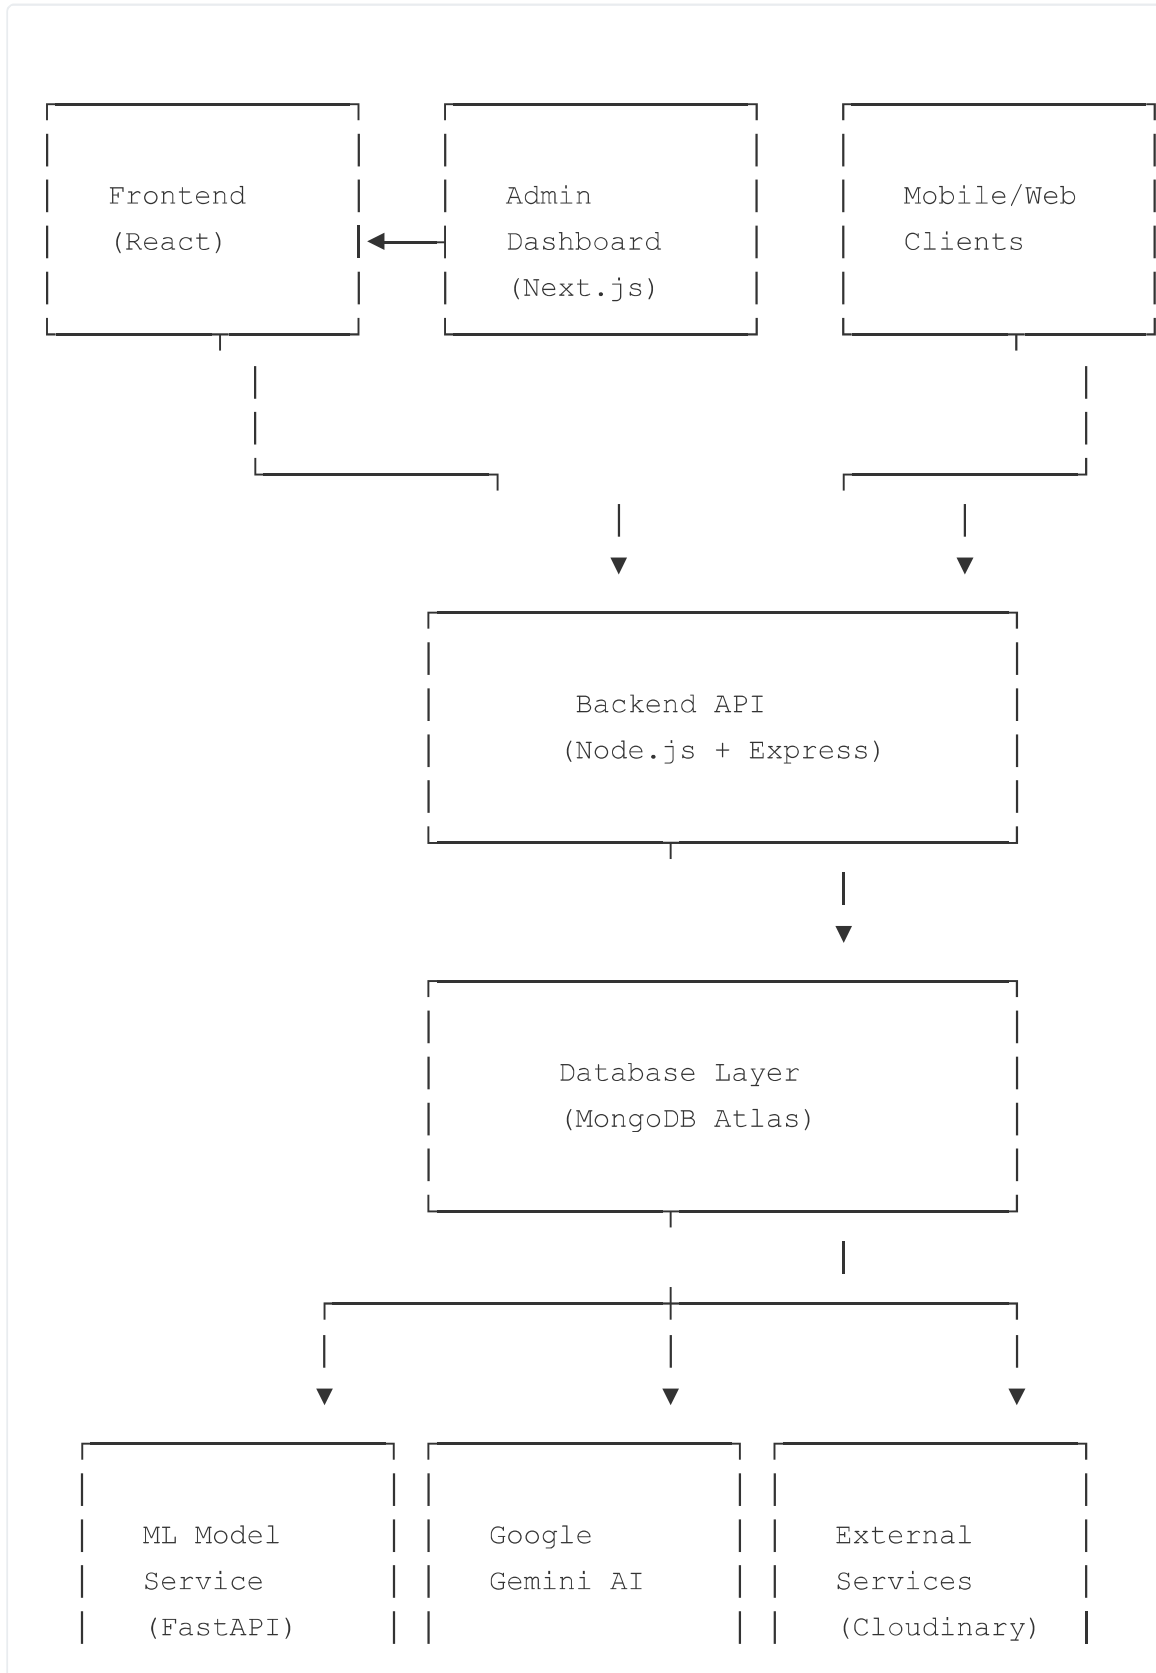 Frontend
(React)
Admin
Dashboard
(Next.js)
Mobile/Web
Clients
Backend API
(Node.js + Express)
Database Layer
(MongoDB Atlas)
ML Model
Service
(FastAPI)
Google
Gemini AI
External
Services
(Cloudinary)